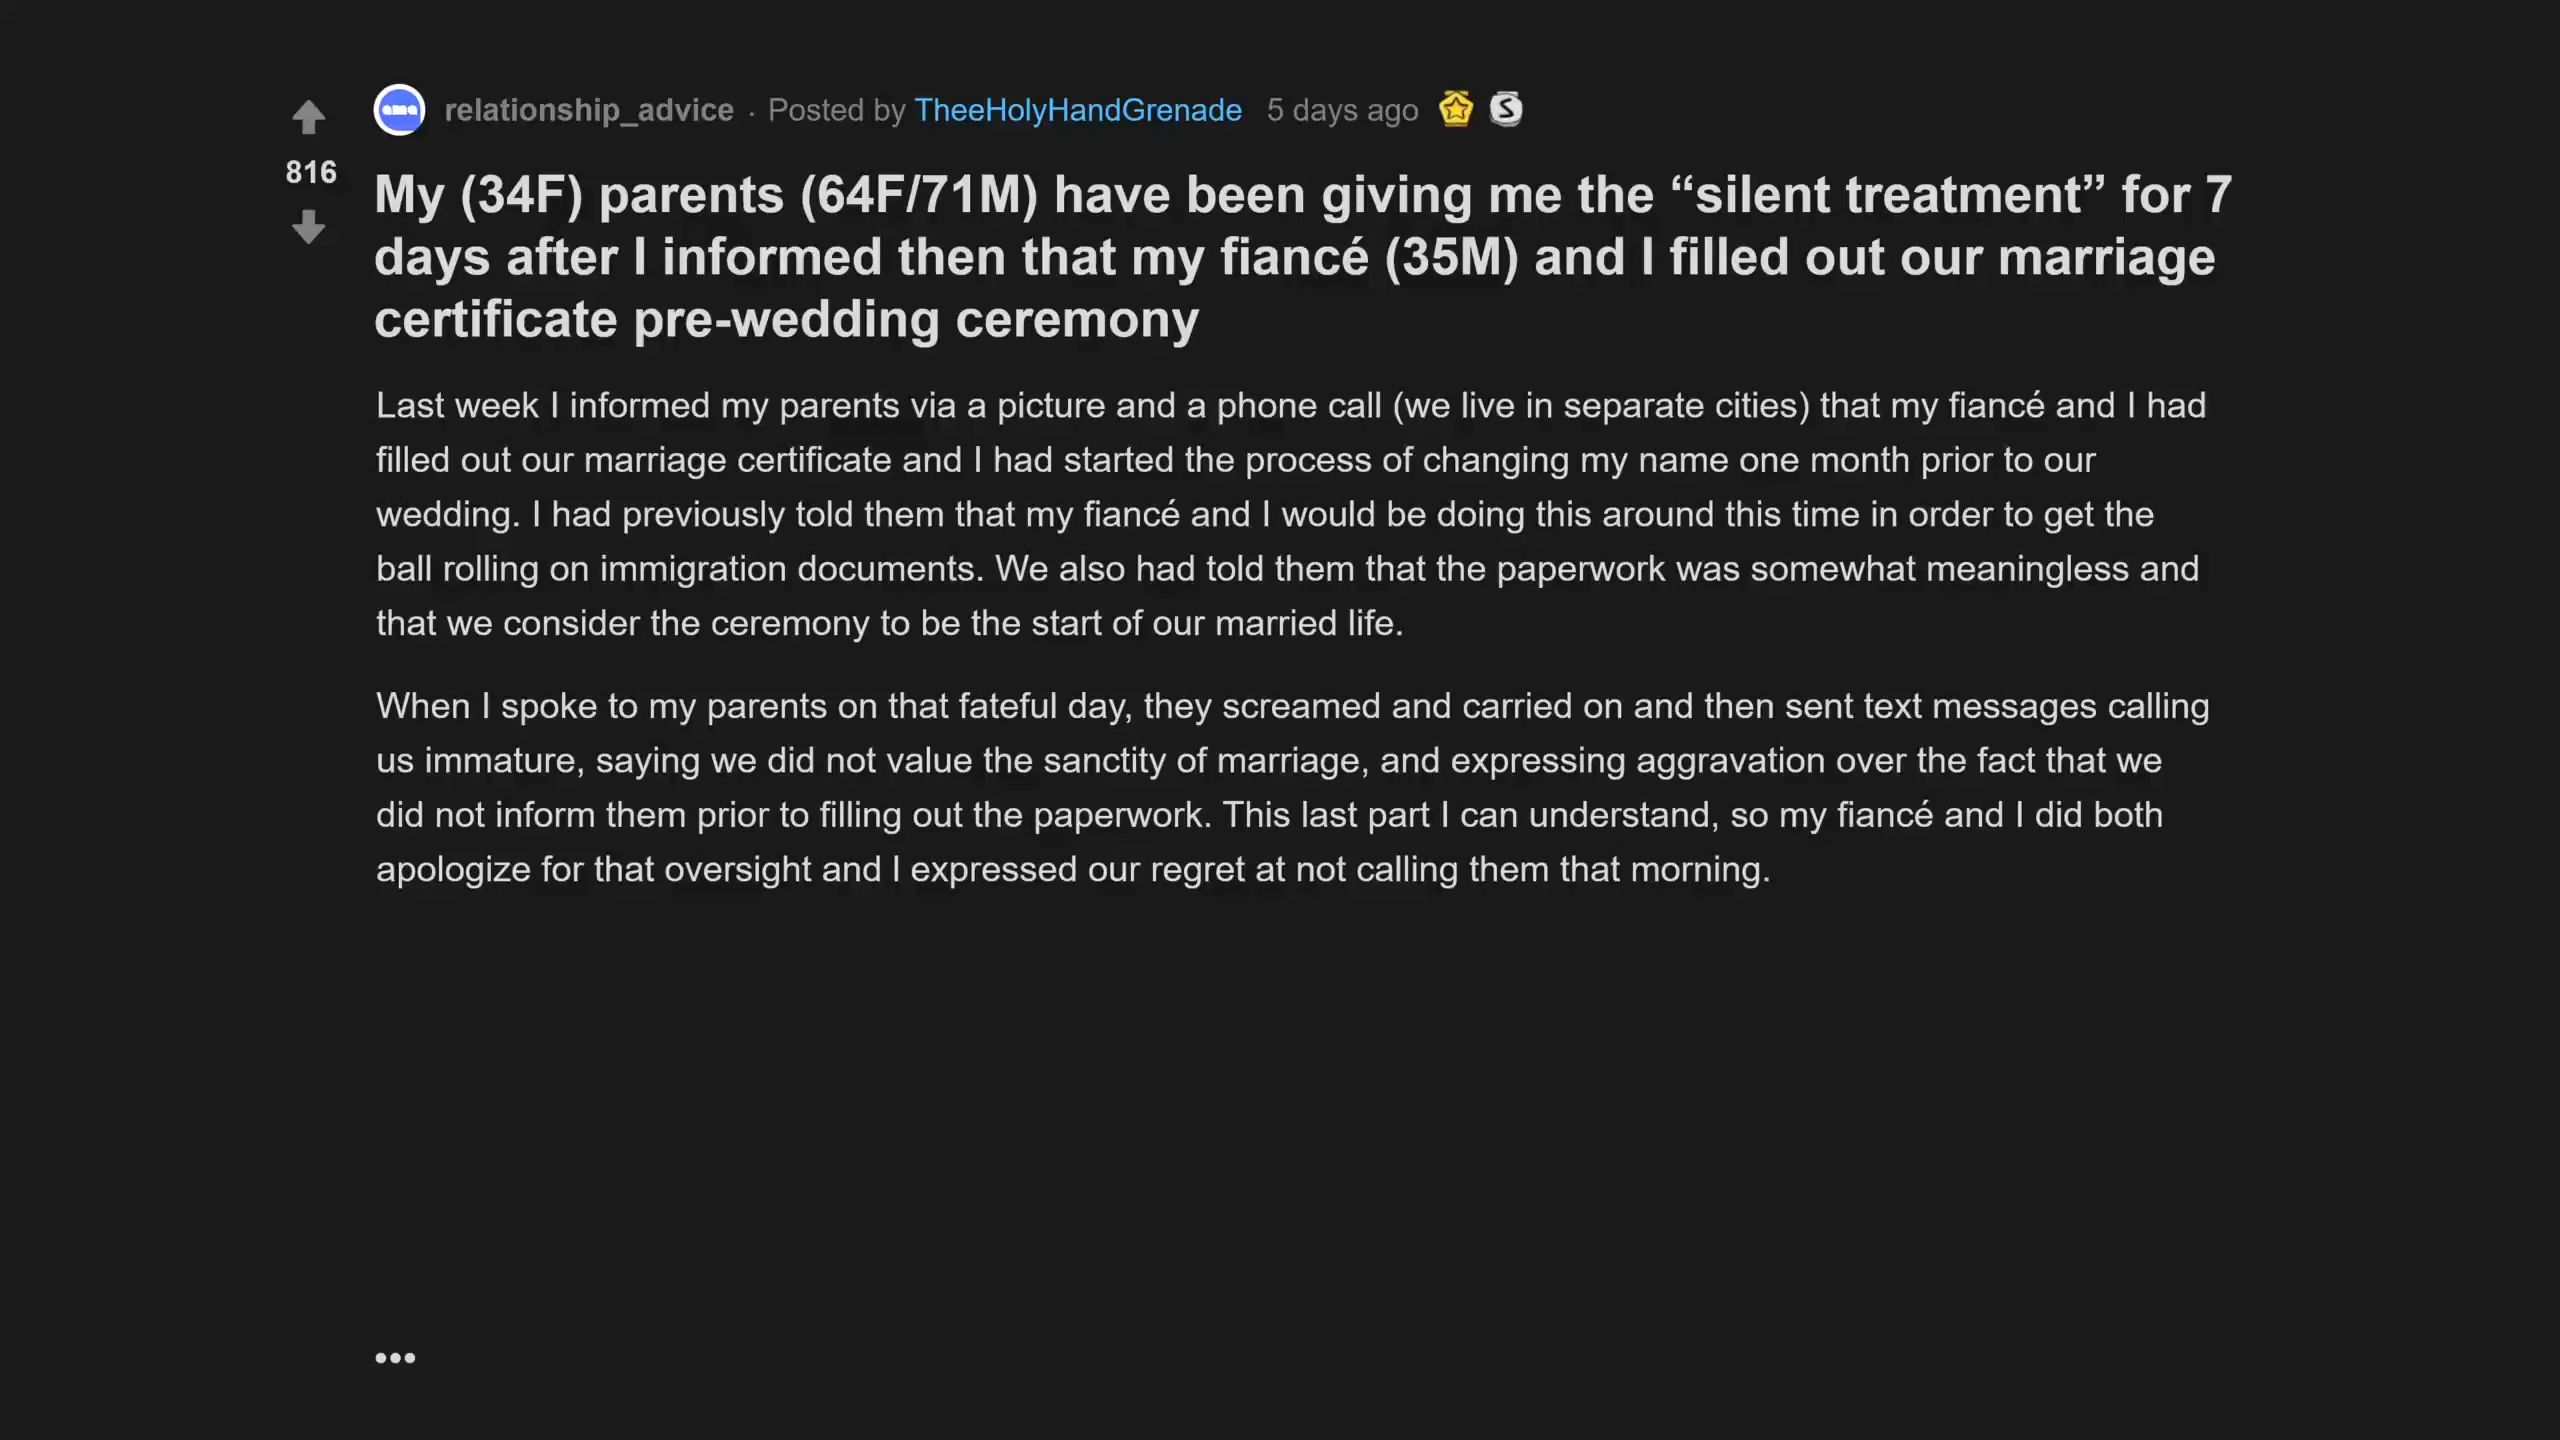 relationship_advice · Posted by TheeHolyHandGrenade 5 days ago
816
My (34F) parents (64F/71M) have been giving me the “silent treatment” for 7
days after I informed then that my fiancé (35M) and I filled out our marriage
certificate pre-wedding ceremony
Last week I informed my parents via a picture and a phone call (we live in separate cities) that my fiancé and I had
filled out our marriage certificate and I had started the process of changing my name one month prior to our
wedding. I had previously told them that my fiancé and I would be doing this around this time in order to get the
ball rolling on immigration documents. We also had told them that the paperwork was somewhat meaningless and
that we consider the ceremony to be the start of our married life.
When I spoke to my parents on that fateful day, they screamed and carried on and then sent text messages calling
us immature, saying we did not value the sanctity of marriage, and expressing aggravation over the fact that we
did not inform them prior to filling out the paperwork. This last part I can understand, so my fiancé and I did both
apologize for that oversight and I expressed our regret at not calling them that morning.
•••